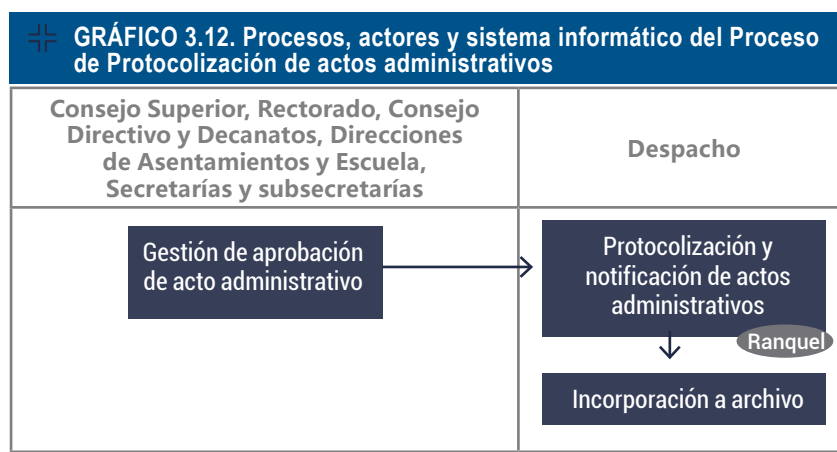 GRÁFICO 3.12. Procesos, actores y sistema informático del Proceso
de Protocolización de actos administrativos
Consejo Superior, Rectorado, Consejo
Directivo y Decanatos, Direcciones
de Asentamientos y Escuela,
Secretarías y subsecretarías
Despacho
Gestión de aprobación
de acto administrativo
Protocolización y
notificación de actos
administrativos
Ranquel
Incorporación a archivo